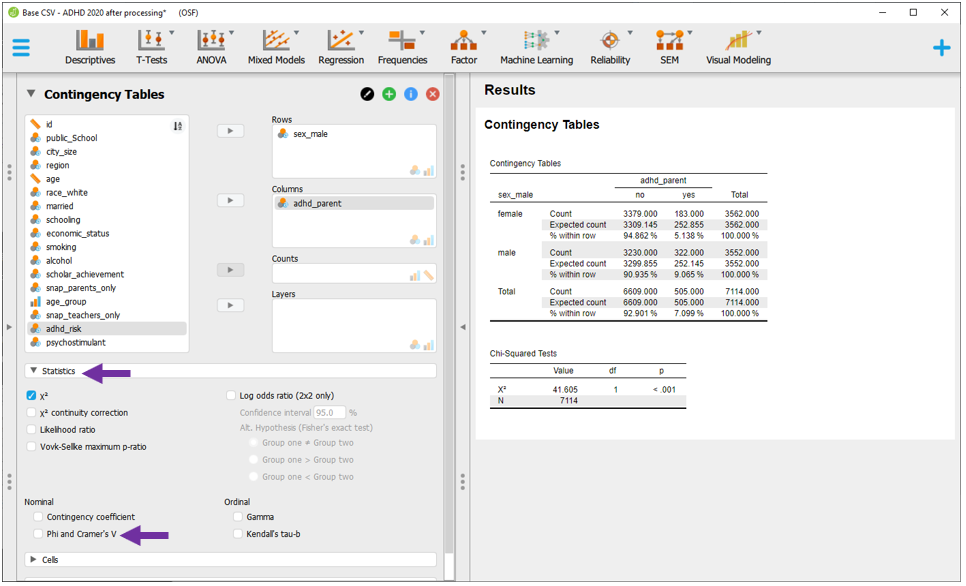 Base CSV - ADHD 2020 after processing* (OSF)
Descriptives T-Tests ANOVA Mixed Models Regression Frequencies Factor Machine Learning Reliability SEM Visual Modeling
Contingency Tables
id
public_School
city_size
region
age
race_white
married
schooling
economic_status
smoking
alcohol
scholar_achievement
snap_parents_only
age_group
snap_teachers_only
adhd_risk
psychostimulant
Rows
sex_male
Columns
adhd_parent
Counts
Layers
Statistics
χ²
χ² continuity correction
Likelihood ratio
Vovk-Sellke maximum p-ratio
Log odds ratio (2x2 only)
Confidence interval 95.0 %
Alt. Hypothesis (Fisher's exact test)
Group one ≠ Group two
Group one > Group two
Group one < Group two
Nominal
Contingency coefficient
Phi and Cramer's V
Ordinal
Gamma
Kendall's tau-b
Cells
Results
Contingency Tables
Contingency Tables
adhd_parent
sex_male no yes Total
female Count 3379.000 183.000 3562.000
Expected count 3309.145 252.855 3562.000
% within row 94.862 % 5.138 % 100.000 %
male Count 3230.000 322.000 3552.000
Expected count 3299.855 252.145 3552.000
% within row 90.935 % 9.065 % 100.000 %
Total Count 6609.000 505.000 7114.000
Expected count 6609.000 505.000 7114.000
% within row 92.901 % 7.099 % 100.000 %
Chi-Squared Tests
Value df p
Χ² 41.605 1 < .001
N 7114